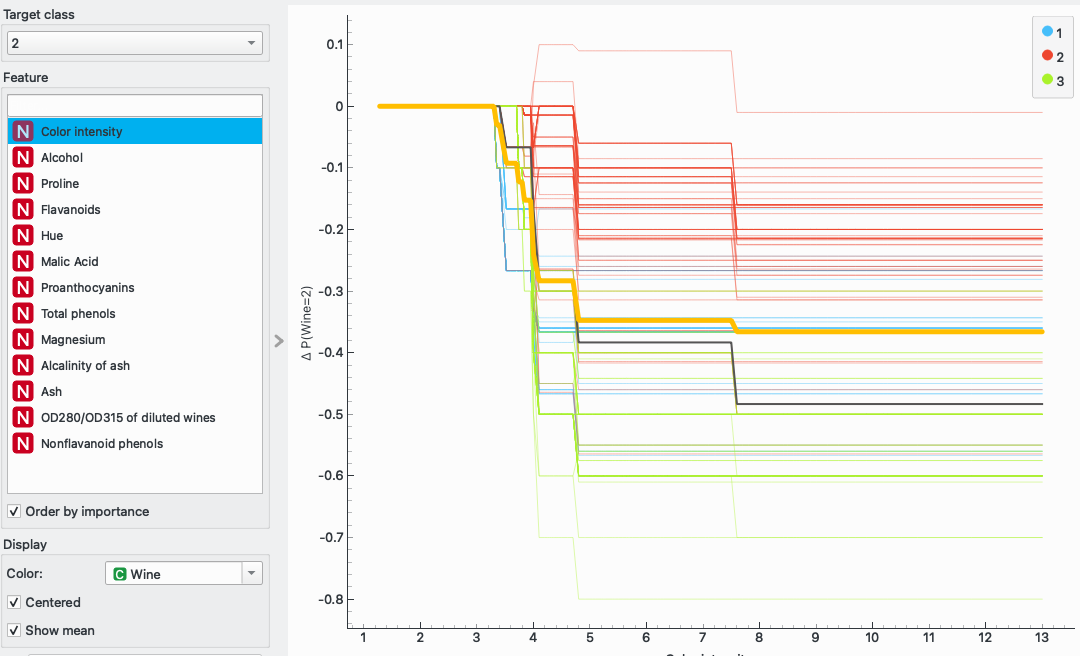 Target class
2
Feature
N Color intensity
N Alcohol
N Proline
N Flavanoids
N Hue
N Malic Acid
N Proanthocyanins
N Total phenols
N Magnesium
N Alcalinity of ash
N Ash
N OD280/OD315 of diluted wines
N Nonflavanoid phenols
Order by importance
Display
Color:
C Wine
Centered
Show mean
Δ P(Wine=2)
0.1
0
-0.1
-0.2
-0.3
-0.4
-0.5
-0.6
-0.7
-0.8
1 2 3 4 5 6 7 8 9 10 11 12 13
1
2
3